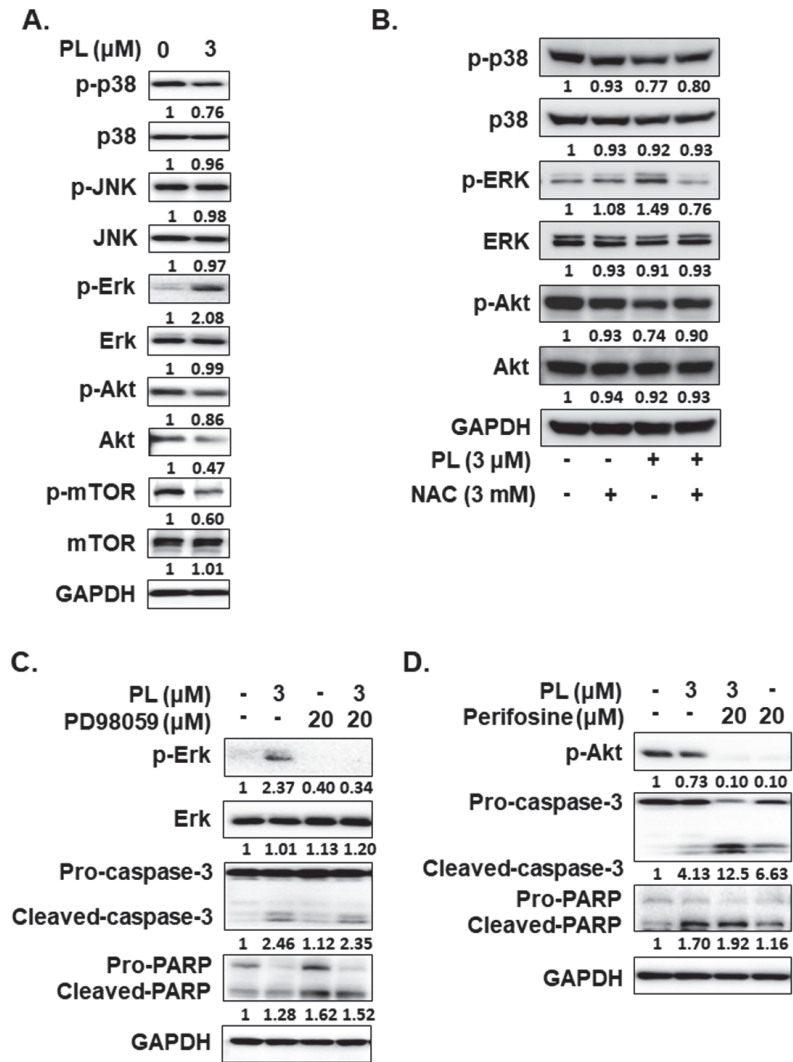 A.
PL (μM) 0 3
p-p38
1 0.76
p38
1 0.96
p-JNK
1 0.98
JNK
1 0.97
p-Erk
1 2.08
Erk
1 0.99
p-Akt
1 0.86
Akt
1 0.47
p-mTOR
1 0.60
mTOR
1 1.01
GAPDH
B.
p-p38
1 0.93 0.77 0.80
p38
1 0.93 0.92 0.93
p-ERK
1 1.08 1.49 0.76
ERK
1 0.93 0.91 0.93
p-Akt
1 0.93 0.74 0.90
Akt
1 0.94 0.92 0.93
GAPDH
PL (3 μM) - - + +
NAC (3 mM) - + - +
C.
PL (μM) - 3 - 3
PD98059 (μM) - - 20 20
p-Erk
1 2.37 0.40 0.34
Erk
1 1.01 1.13 1.20
Pro-caspase-3
Cleaved-caspase-3
1 2.46 1.12 2.35
Pro-PARP
Cleaved-PARP
1 1.28 1.62 1.52
GAPDH
D.
PL (μM) - 3 3 -
Perifosine (μM) - - 20 20
p-Akt
1 0.73 0.10 0.10
Pro-caspase-3
Cleaved-caspase-3 1 4.13 12.5 6.63
Pro-PARP
Cleaved-PARP
1 1.70 1.92 1.16
GAPDH